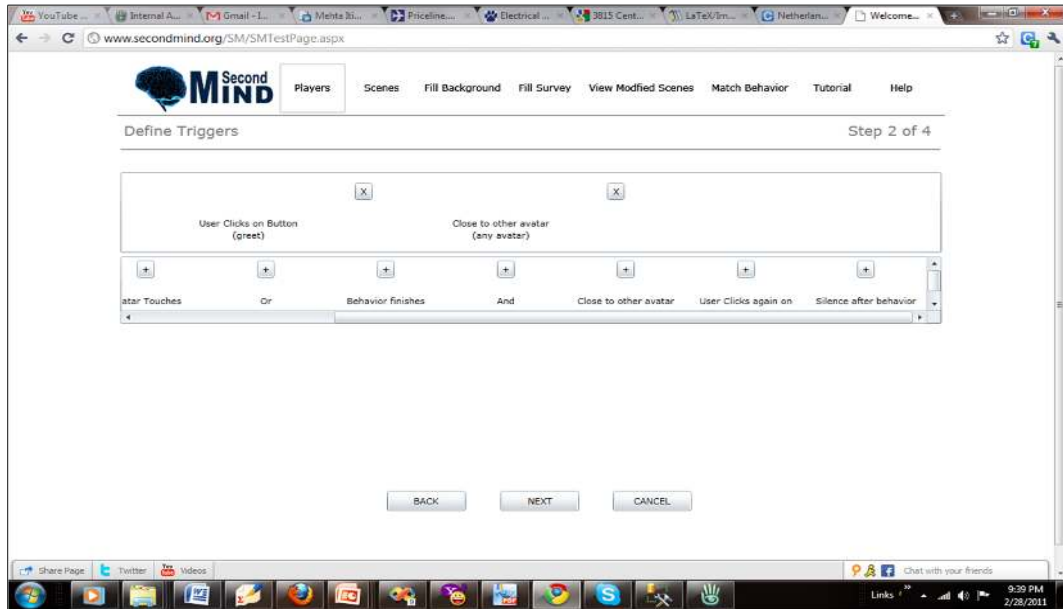 YouTube ...
Internal A...
Gmail - I...
Mehta Iti...
Priceline....
Electrical ...
3815 Cent...
LaTeX/Im...
Netherlan...
Welcome...
www.secondmind.org/SM/SMTestPage.aspx
Second
MIND
Players
Scenes
Fill Background
Fill Survey
View Modfied Scenes
Match Behavior
Tutorial
Help
Define Triggers
Step 2 of 4
X
X
User Clicks on Button
(greet)
Close to other avatar
(any avatar)
+
+
+
+
+
+
+
atar Touches
Or
Behavior finishes
And
Close to other avatar
User Clicks again on
Silence after behavior
BACK
NEXT
CANCEL
Share Page
Twitter
Videos
Chat with your friends
Links
9:39 PM
2/28/2011